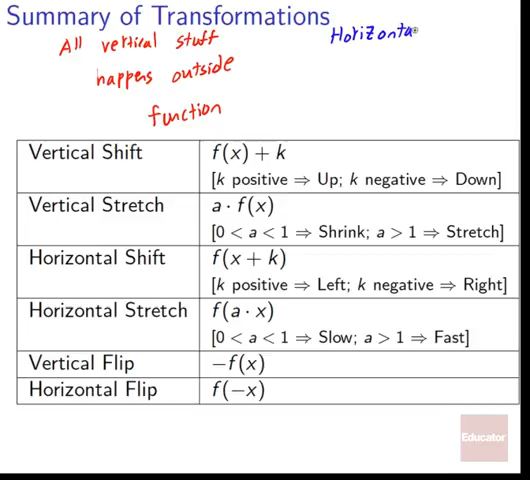 Summary of Transformations
All vertical stuff
happens outside
function
Horizonta
Vertical Shift f(x) + k
[k positive ⇒ Up; k negative ⇒ Down]
Vertical Stretch a · f(x)
[0 < a < 1 ⇒ Shrink; a > 1 ⇒ Stretch]
Horizontal Shift f(x + k)
[k positive ⇒ Left; k negative ⇒ Right]
Horizontal Stretch f(a · x)
[0 < a < 1 ⇒ Slow; a > 1 ⇒ Fast]
Vertical Flip −f(x)
Horizontal Flip f(−x)
Educator